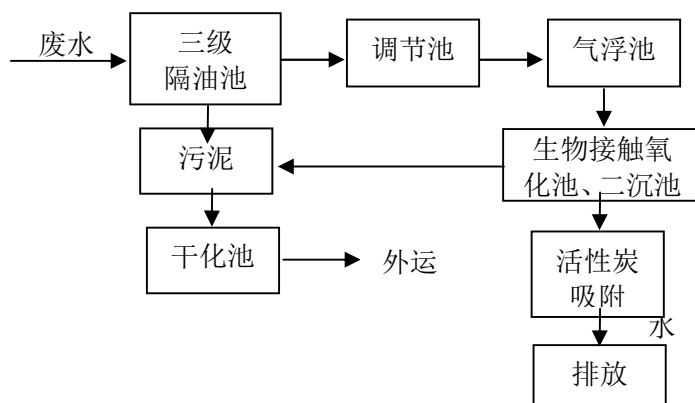 废水
三级
隔油池
调节池
气浮池
污泥
生物接触氧
化池、二沉池
干化池
外运
活性炭
吸附
水
排放